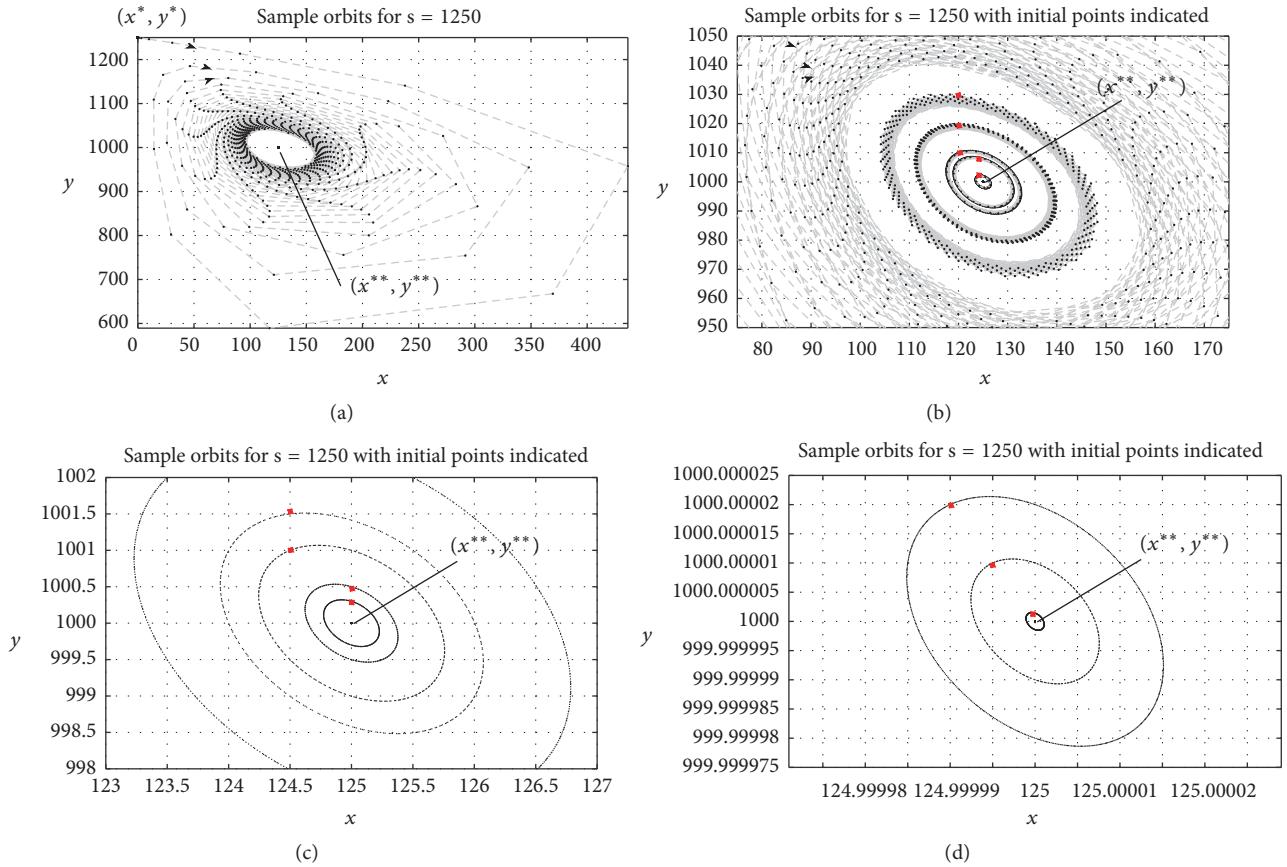 (x*, y*)
Sample orbits for s = 1250
1200
1100
1000
900
800
700
600
y
(x**, y**)
0 50 100 150 200 250 300 350 400
x
(a)
Sample orbits for s = 1250 with initial points indicated
1050
1040
1030
1020
1010
1000
990
980
970
960
950
y
(x**, y**)
80 90 100 110 120 130 140 150 160 170
x
(b)
Sample orbits for s = 1250 with initial points indicated
1002
1001.5
1001
1000.5
1000
999.5
999
998.5
998
y
(x**, y**)
123 123.5 124 124.5 125 125.5 126 126.5 127
x
(c)
Sample orbits for s = 1250 with initial points indicated
1000.000025
1000.00002
1000.000015
1000.00001
1000.000005
1000
999.999995
999.99999
999.999985
999.99998
999.999975
y
(x**, y**)
124.99998 124.99999 125 125.00001 125.00002
x
(d)